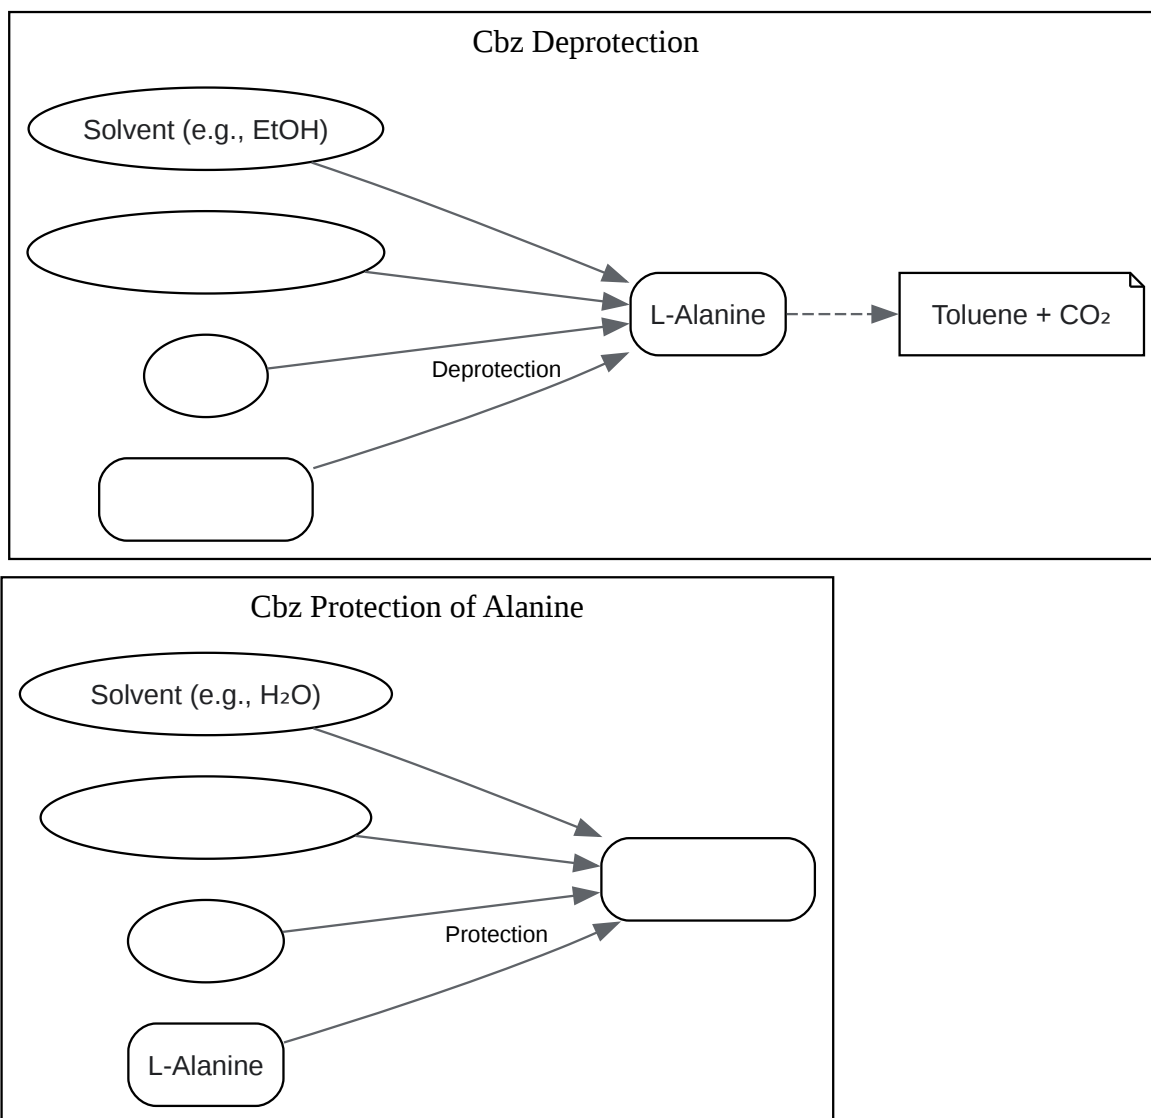 Cbz Deprotection
Solvent (e.g., EtOH)
L-Alanine
Toluene + CO₂
Deprotection
Cbz Protection of Alanine
Solvent (e.g., H₂O)
Protection
L-Alanine